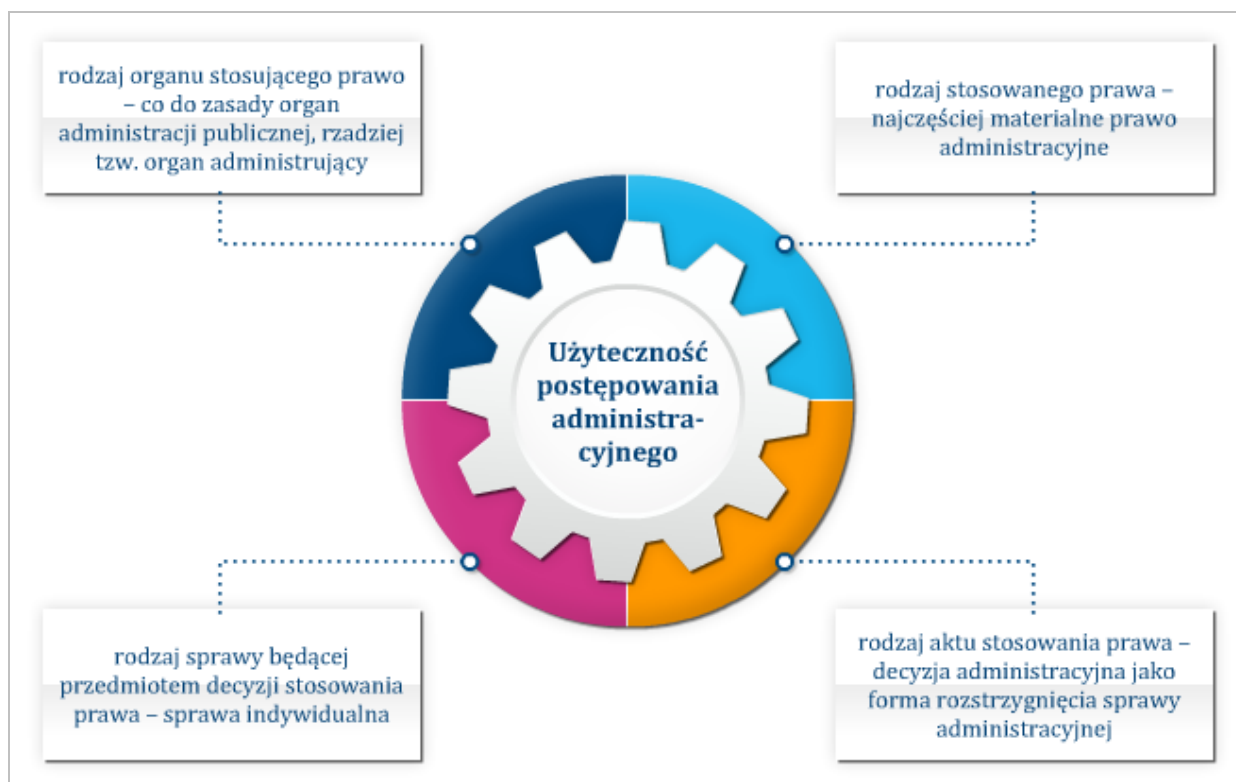 rodzaj organu stosującego prawo
– co do zasady organ
administracji publicznej, rzadziej
tzw. organ administrujący
rodzaj stosowanego prawa –
najczęściej materialne prawo
administracyjne
Użyteczność
postępowania
administra-
cyjnego
rodzaj sprawy będącej
przedmiotem decyzji stosowania
prawa – sprawa indywidualna
rodzaj aktu stosowania prawa –
decyzja administracyjna jako
forma rozstrzygnięcia sprawy
administracyjnej